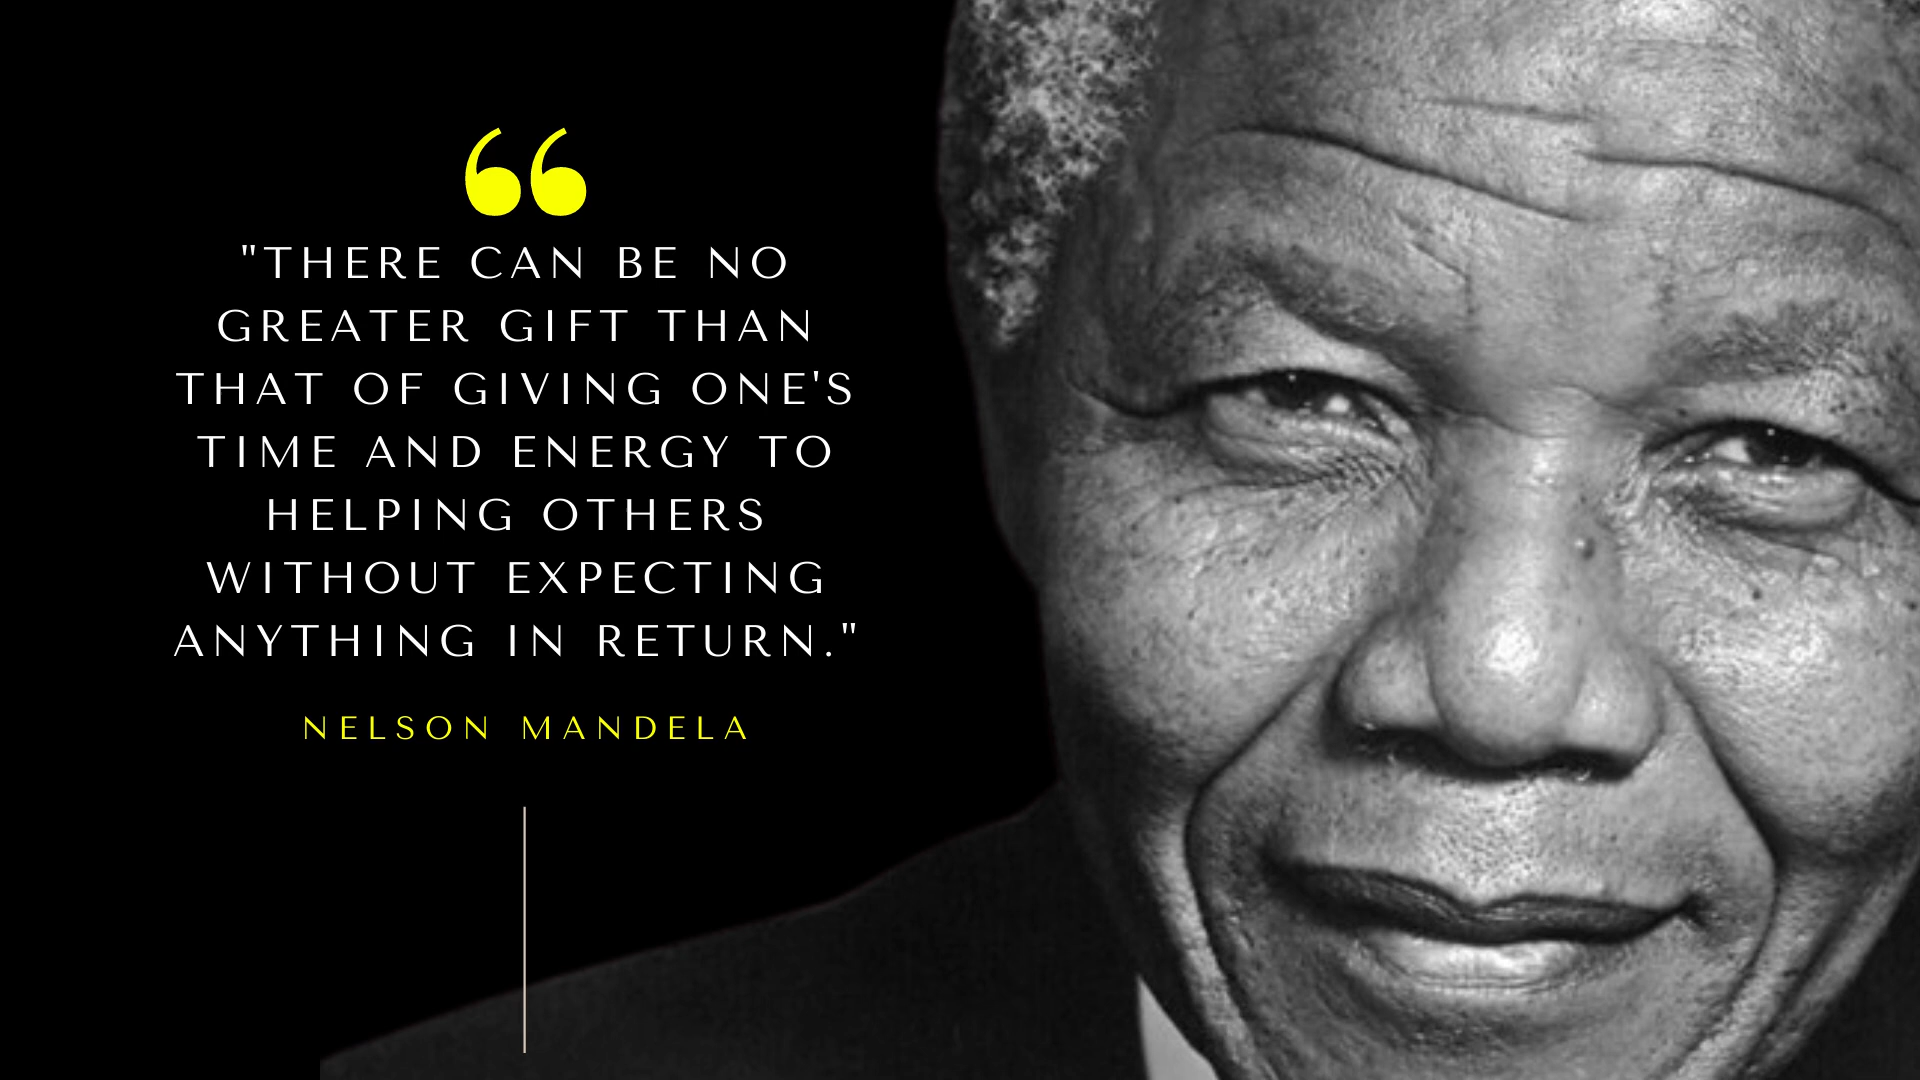 "THERE CAN BE NO
GREATER GIFT THAN
THAT OF GIVING ONE'S
TIME AND ENERGY TO
HELPING OTHERS
WITHOUT EXPECTING
ANYTHING IN RETURN."
NELSON MANDELA